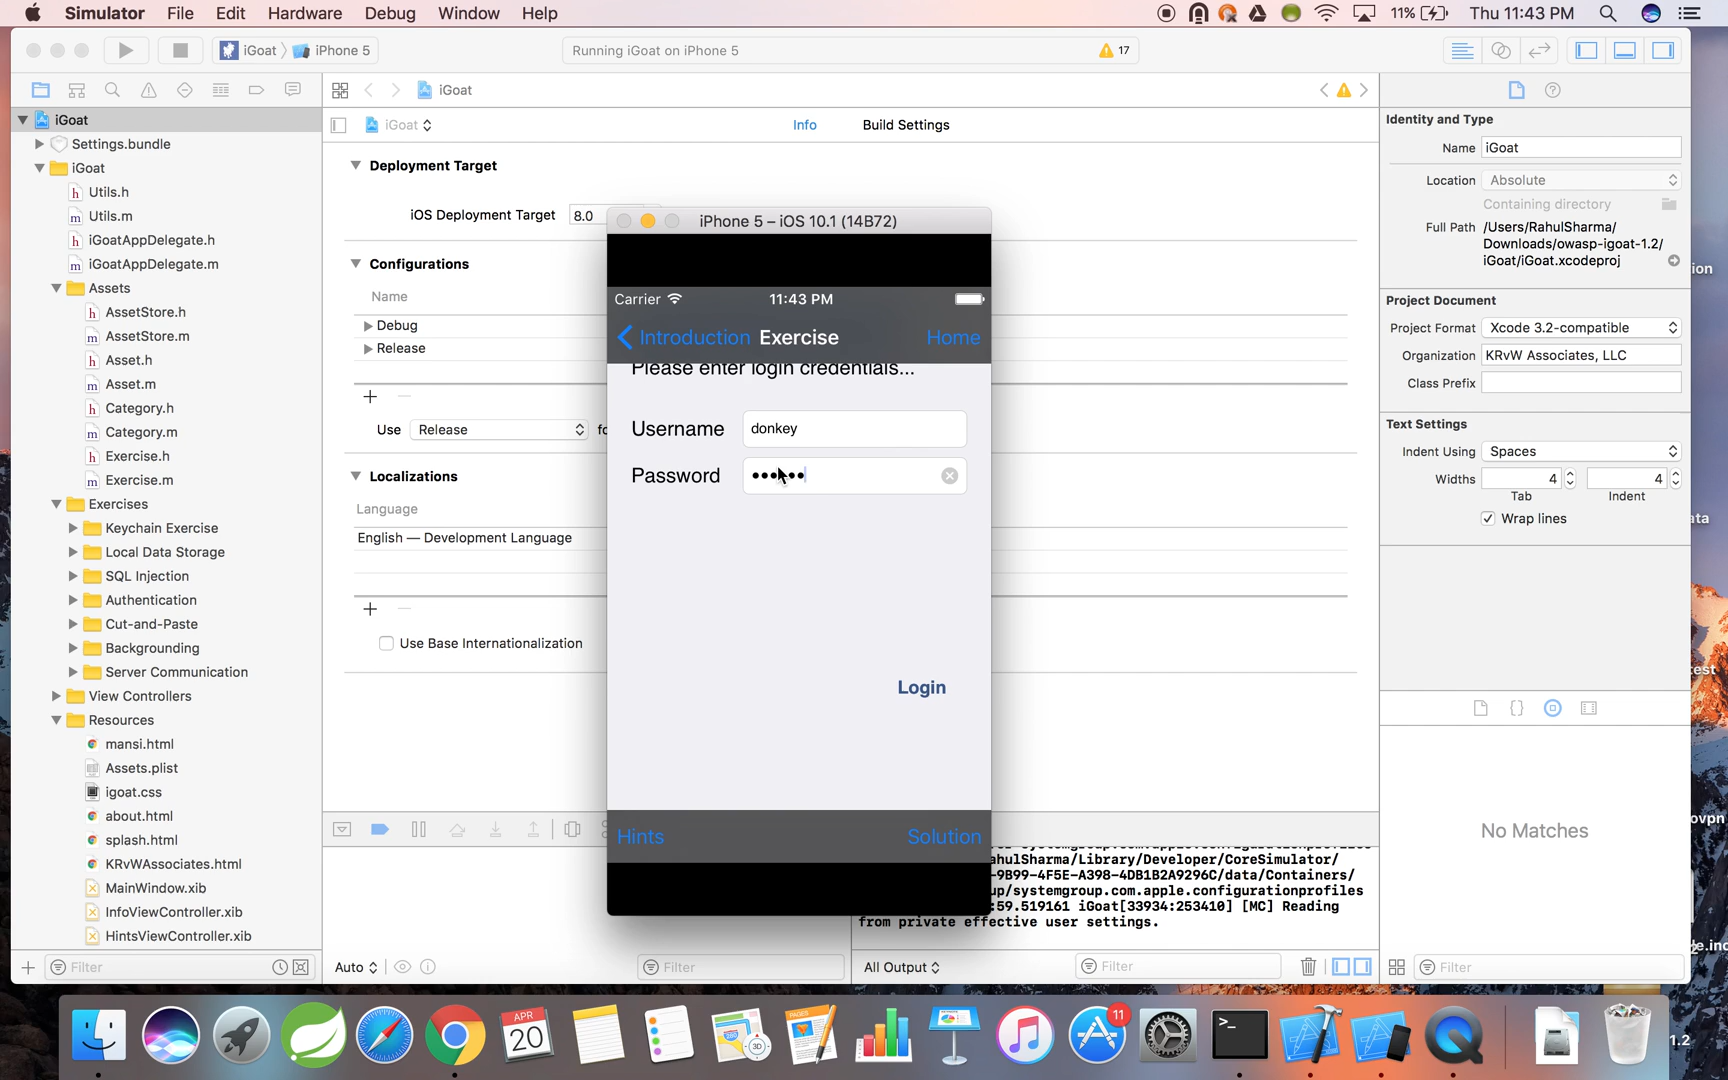 Simulator File Edit Hardware Debug Window Help 11% Thu 11:43 PM
iGoat iPhone 5 Running iGoat on iPhone 5 17
iGoat
iGoat
iGoat Info Build Settings
Settings.bundle
iGoat
Utils.h
Utils.m
iGoatAppDelegate.h
iGoatAppDelegate.m
Assets
AssetStore.h
AssetStore.m
Asset.h
Asset.m
Category.h
Category.m
Exercise.h
Exercise.m
Exercises
Keychain Exercise
Local Data Storage
SQL Injection
Authentication
Cut-and-Paste
Backgrounding
Server Communication
View Controllers
Resources
mansi.html
Assets.plist
igoat.css
about.html
splash.html
KRvWAssociates.html
MainWindow.xib
InfoViewController.xib
HintsViewController.xib
Filter
Deployment Target
iOS Deployment Target 8.0
Configurations
Name
Debug
Release
Use Release
Localizations
Language
English — Development Language
Use Base Internationalization
iPhone 5 – iOS 10.1 (14B72)
Carrier 11:43 PM
Introduction Exercise Home
Please enter login credentials...
Username donkey
Password ••••••
Login
Hints Solution
ahulSharma/Library/Developer/CoreSimulator/
-9B99-4F5E-A398-4DB1B2A9296C/data/Containers/
up/systemgroup.com.apple.configurationprofiles
:59.519161 iGoat[33934:253410] [MC] Reading
from private effective user settings.
Auto Filter All Output Filter
Identity and Type
Name iGoat
Location Absolute
Containing directory
Full Path /Users/RahulSharma/
Downloads/owasp-igoat-1.2/
iGoat/iGoat.xcodeproj
Project Document
Project Format Xcode 3.2-compatible
Organization KRvW Associates, LLC
Class Prefix
Text Settings
Indent Using Spaces
Widths 4 4
Tab Indent
Wrap lines
No Matches
Filter
ion
ata
test
ovpn
e.inc
1.2
APR
20
3D
11
>_